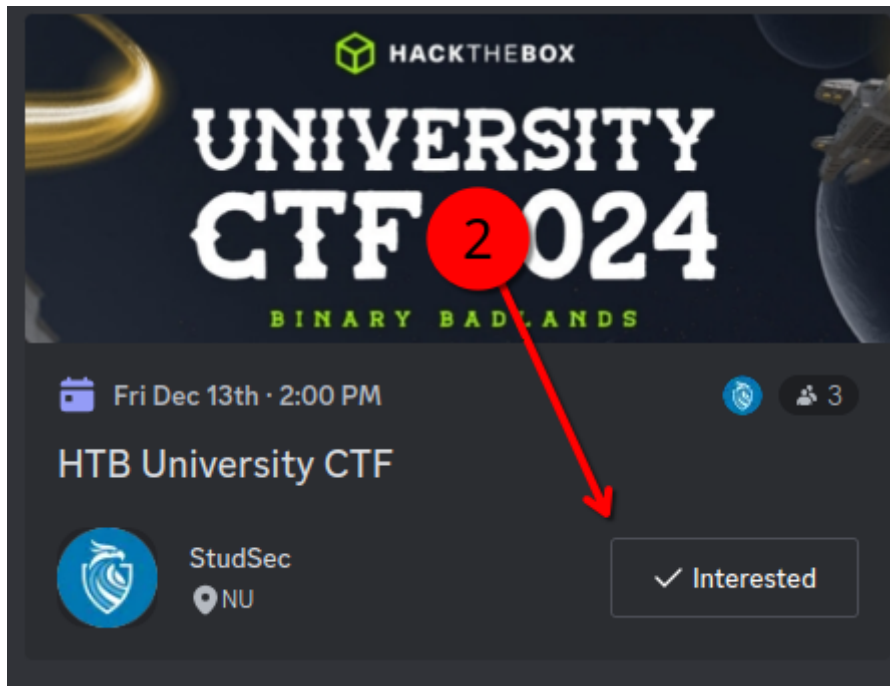 HACKTHEBOX
UNIVERSITY
CTF 024
2
BINARY BADLANDS
Fri Dec 13th · 2:00 PM
3
HTB University CTF
StudSec
NU
Interested